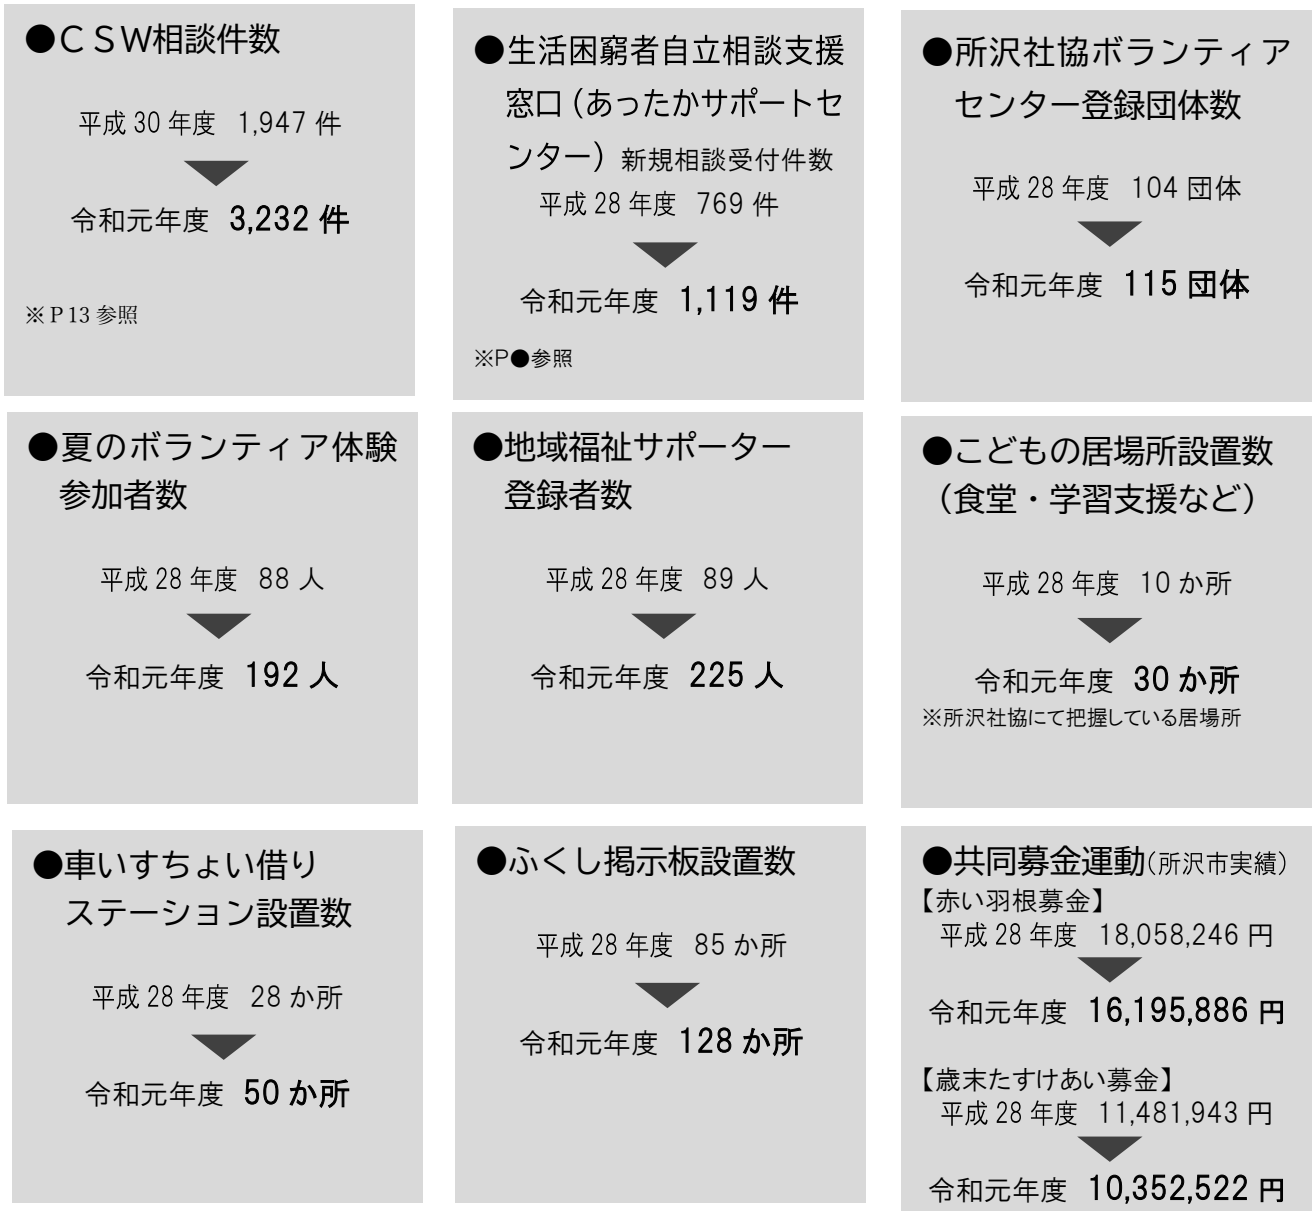 ●ＣＳＷ相談件数
平成 30 年度 1,947 件
令和元年度 3,232 件
※Ｐ13 参照
●生活困窮者自立相談支援
窓口（あったかサポートセ
ンター）新規相談受付件数
平成 28 年度 769 件
令和元年度 1,119 件
※P●参照
●所沢社協ボランティア
センター登録団体数
平成 28 年度 104 団体
令和元年度 115 団体
●夏のボランティア体験
参加者数
平成 28 年度 88 人
令和元年度 192 人
●地域福祉サポーター
登録者数
平成 28 年度 89 人
令和元年度 225 人
●こどもの居場所設置数
（食堂・学習支援など）
平成 28 年度 10 か所
令和元年度 30 か所
※所沢社協にて把握している居場所
●車いすちょい借り
ステーション設置数
平成 28 年度 28 か所
令和元年度 50 か所
●ふくし掲示板設置数
平成 28 年度 85 か所
令和元年度 128 か所
●共同募金運動（所沢市実績）
【赤い羽根募金】
平成 28 年度 18,058,246 円
令和元年度 16,195,886 円
【歳末たすけあい募金】
平成 28 年度 11,481,943 円
令和元年度 10,352,522 円